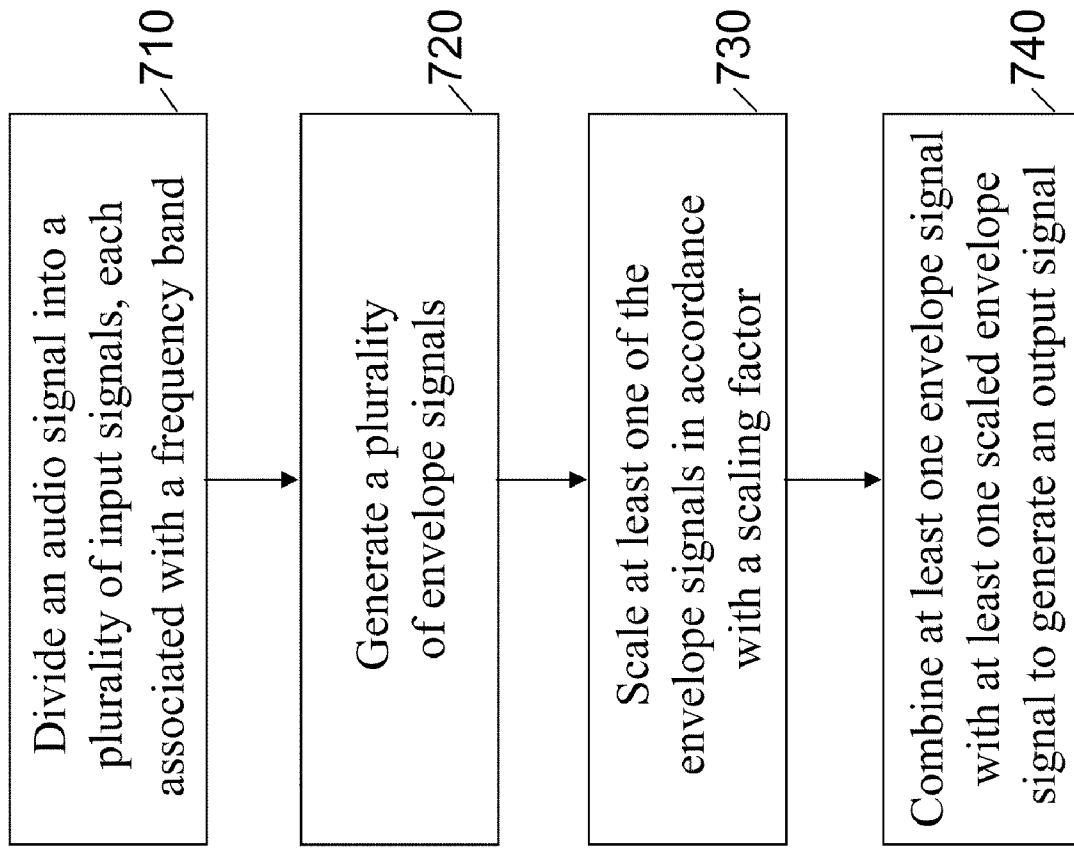 Divide an audio signal into a
plurality of input signals, each
associated with a frequency band
710
Generate a plurality
of envelope signals
720
Scale at least one of the
envelope signals in accordance
with a scaling factor
730
Combine at least one envelope signal
with at least one scaled envelope
signal to generate an output signal
740